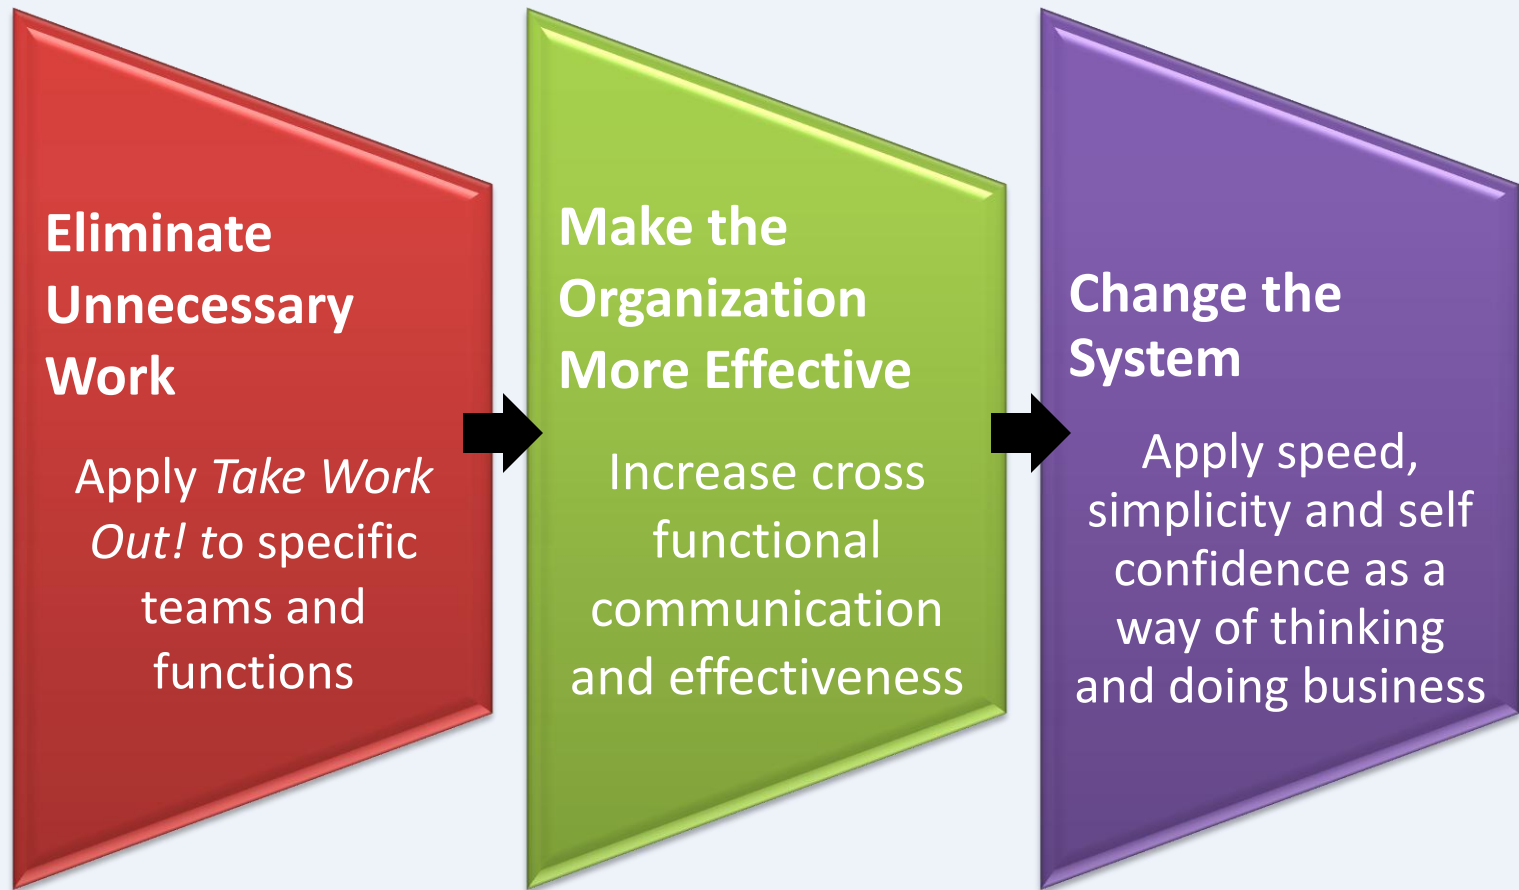 Eliminate
Unnecessary
Work
Apply Take Work
Out! to specific
teams and
functions
Make the
Organization
More Effective
Increase cross
functional
communication
and effectiveness
Change the
System
Apply speed,
simplicity and self
confidence as a
way of thinking
and doing business